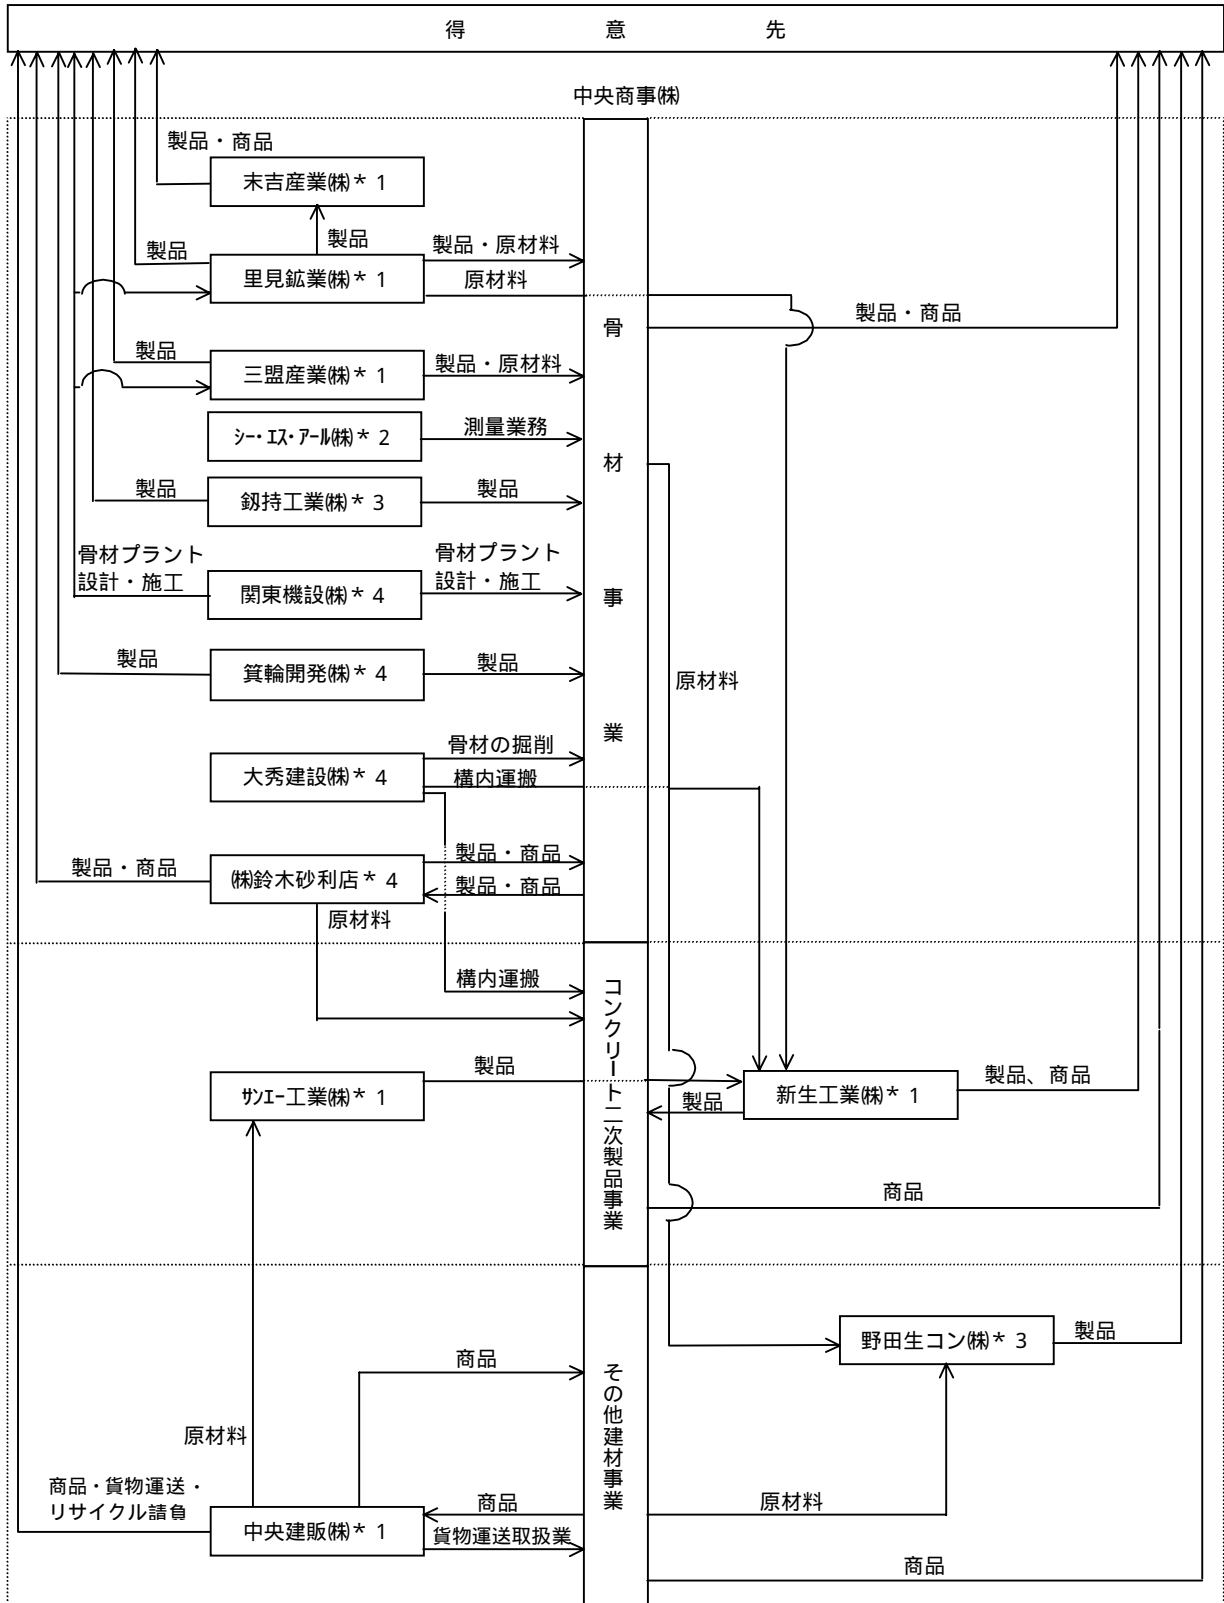 得意先
中央商事㈱
製品・商品
末吉産業㈱＊1
製品
製品
製品・原材料
里見鉱業㈱＊1
原材料
骨材事業
製品・商品
製品
製品・原材料
三盟産業㈱＊1
シー・エス・アール㈱＊2
測量業務
製品
釼持工業㈱＊3
製品
骨材プラント
設計・施工
関東機設㈱＊4
骨材プラント
設計・施工
製品
箕輪開発㈱＊4
製品
原材料
大秀建設㈱＊4
骨材の掘削
構内運搬
製品・商品
㈱鈴木砂利店＊4
製品・商品
製品・商品
原材料
構内運搬
コンクリート二次製品事業
サンエー工業㈱＊1
製品
製品
新生工業㈱＊1
製品、商品
商品
野田生コン㈱＊3
製品
商品
その他建材事業
原材料
商品・貨物運送・
リサイクル請負
中央建販㈱＊1
商品
貨物運送取扱業
原材料
商品